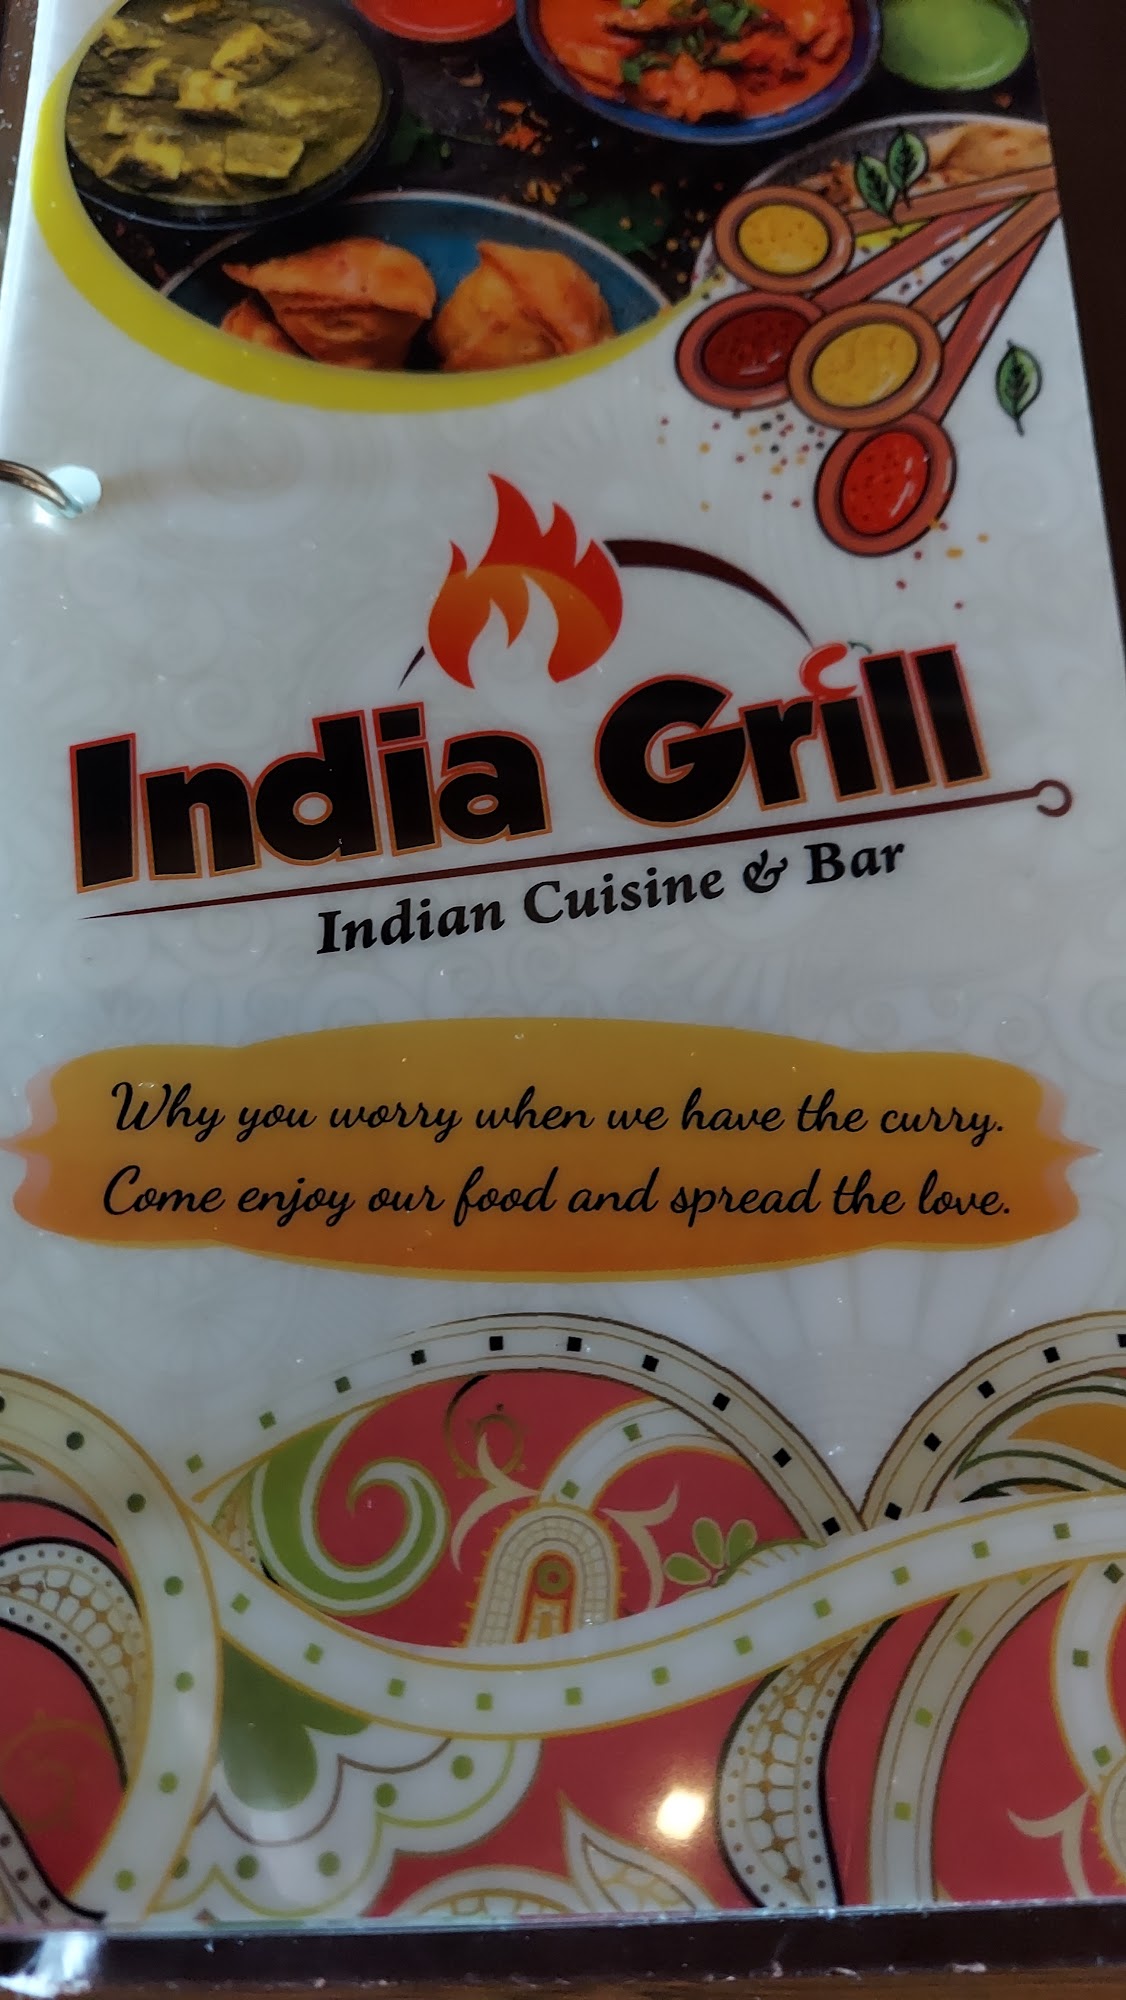 India Grill
Indian Cuisine & Bar
Why you worry when we have the curry.
Come enjoy our food and spread the love.